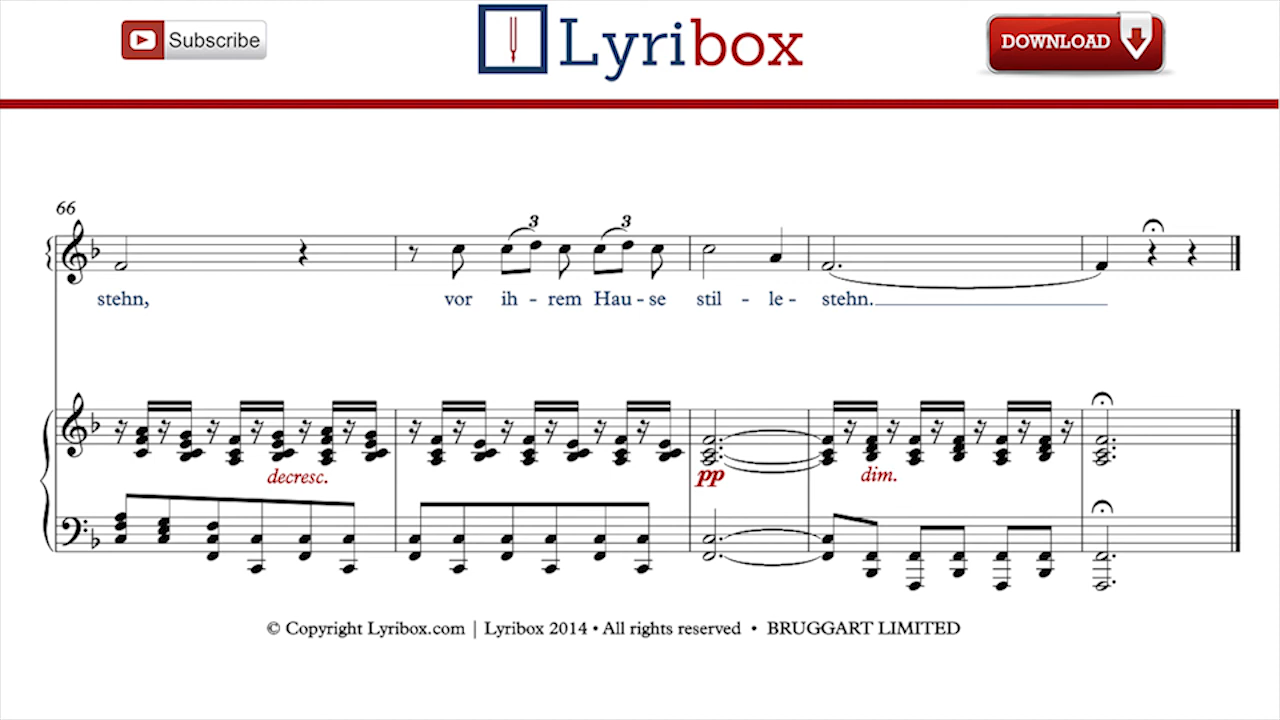 Subscribe
Lyribox
DOWNLOAD
66
3 3
stehn, vor ih - rem Hau - se stil - le - stehn.
decresc. pp dim.
© Copyright Lyribox.com | Lyribox 2014 • All rights reserved • BRUGGART LIMITED